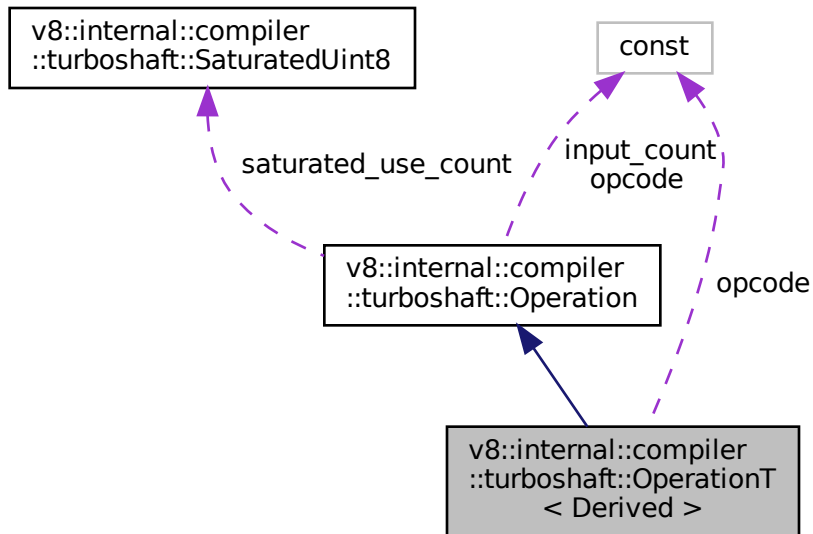 v8::internal::compiler
::turboshaft::SaturatedUint8
const
saturated_use_count
input_count
opcode
v8::internal::compiler
::turboshaft::Operation
opcode
v8::internal::compiler
::turboshaft::OperationT
< Derived >